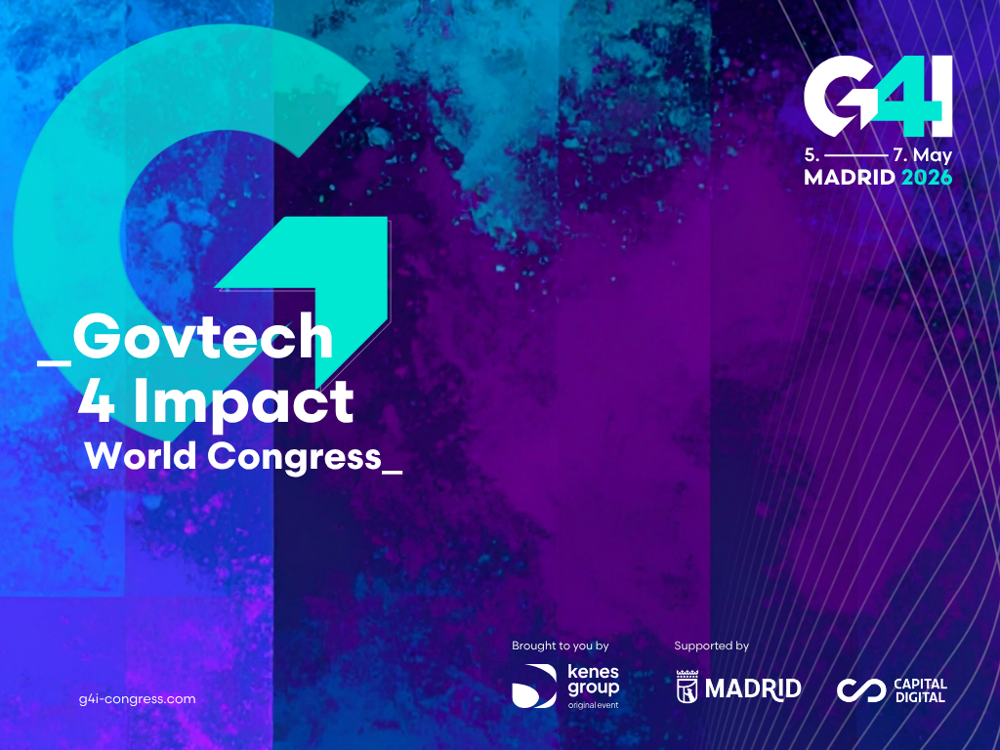 G4I
5. 7. May
MADRID 2026
G
_Govtech
4 Impact
World Congress_
Brought to you by
kenes
group
original event
Supported by
MADRID
CAPITAL
DIGITAL
g4i-congress.com